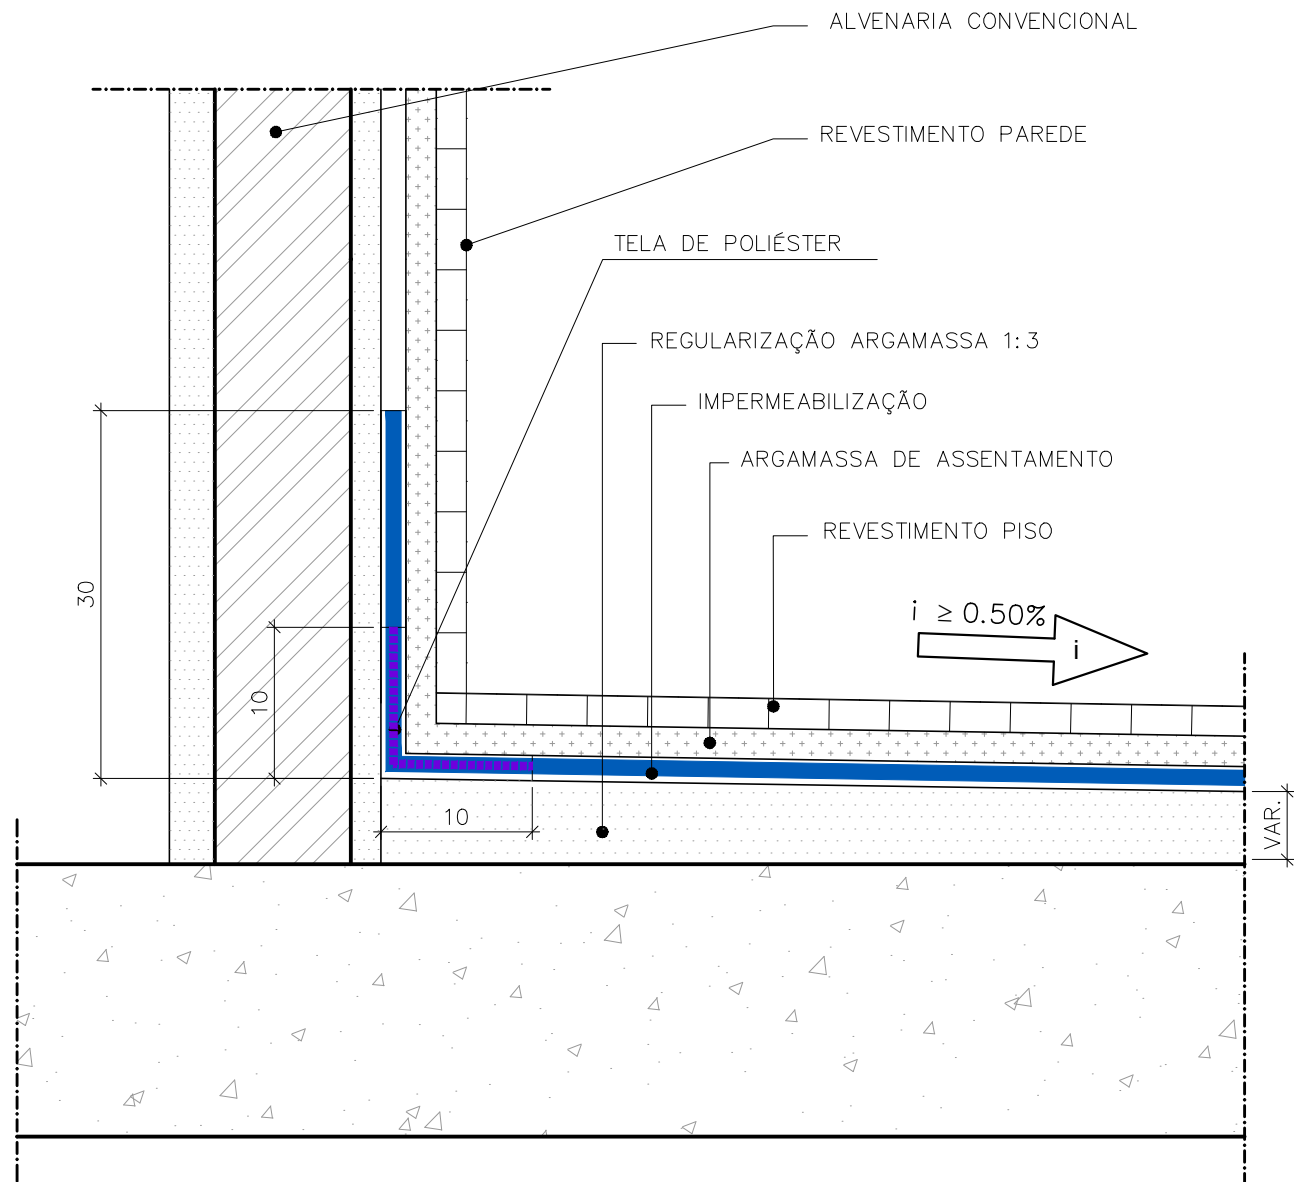 ALVENARIA CONVENCIONAL
REVESTIMENTO PAREDE
TELA DE POLIÉSTER
REGULARIZAÇÃO ARGAMASSA 1:3
IMPERMEABILIZAÇÃO
ARGAMASSA DE ASSENTAMENTO
REVESTIMENTO PISO
30
i ≥ 0.50%
i
10
10
VAR.